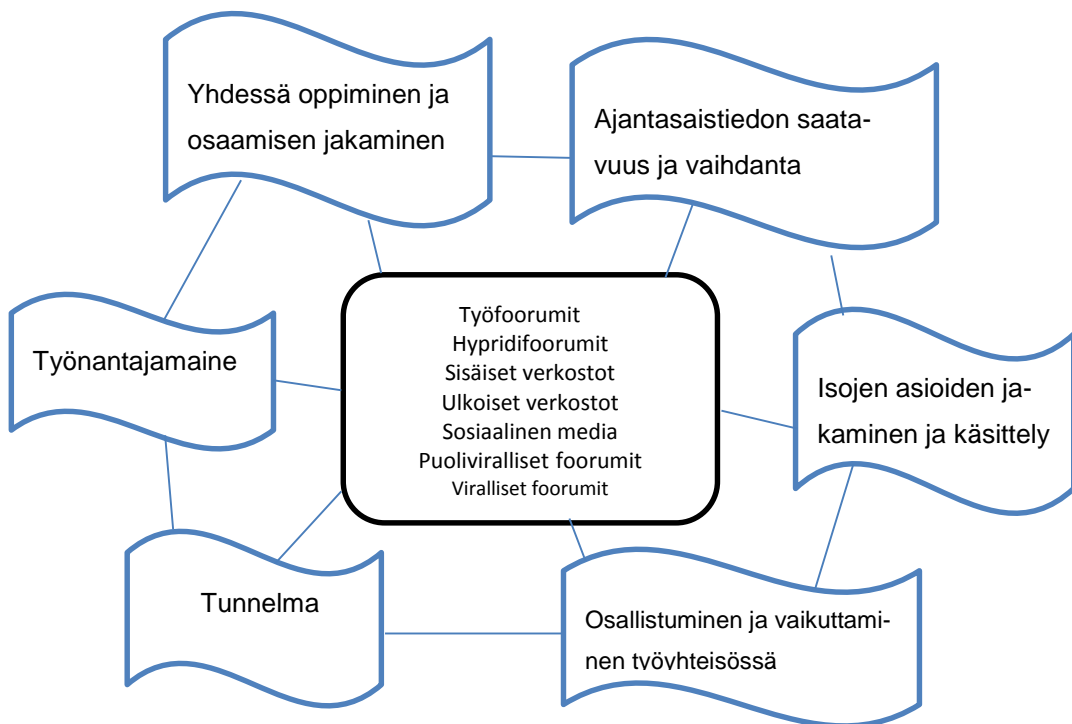 Yhdessä oppiminen ja
osaamisen jakaminen
Ajantasaistiedon saata-
vuus ja vaihdanta
Työnantajamaine
Työfoorumit
Hypridifoorumit
Sisäiset verkostot
Ulkoiset verkostot
Sosiaalinen media
Puoliviralliset foorumit
Viralliset foorumit
Isojen asioiden ja-
kaminen ja käsittely
Tunnelma
Osallistuminen ja vaikuttami-
nen työyhteisössä